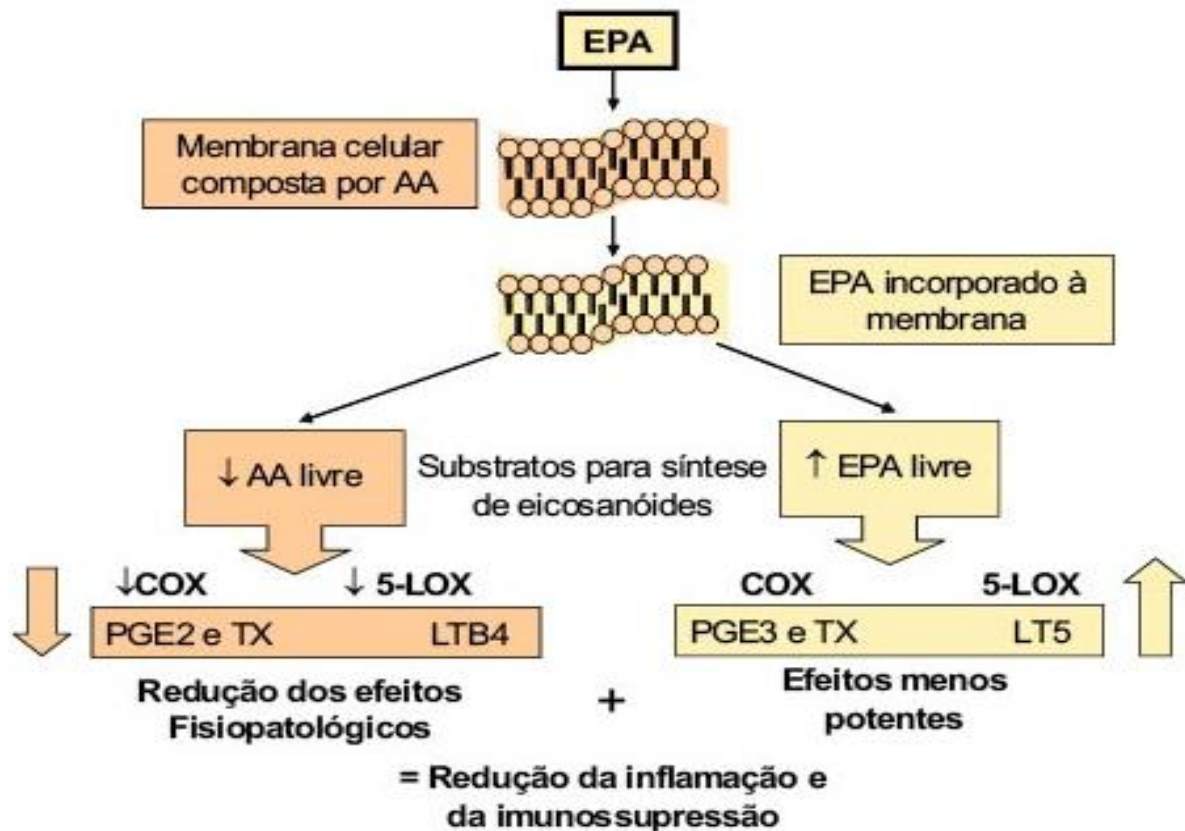 EPA
Membrana celular
composta por AA
EPA incorporado à
membrana
↓ AA livre
Substratos para síntese
de eicosanóides
↑ EPA livre
↓COX ↓ 5-LOX
PGE2 e TX LTB4
COX 5-LOX
PGE3 e TX LT5
Redução dos efeitos
Fisiopatológicos
+
Efeitos menos
potentes
= Redução da inflamação e
da imunossupressão